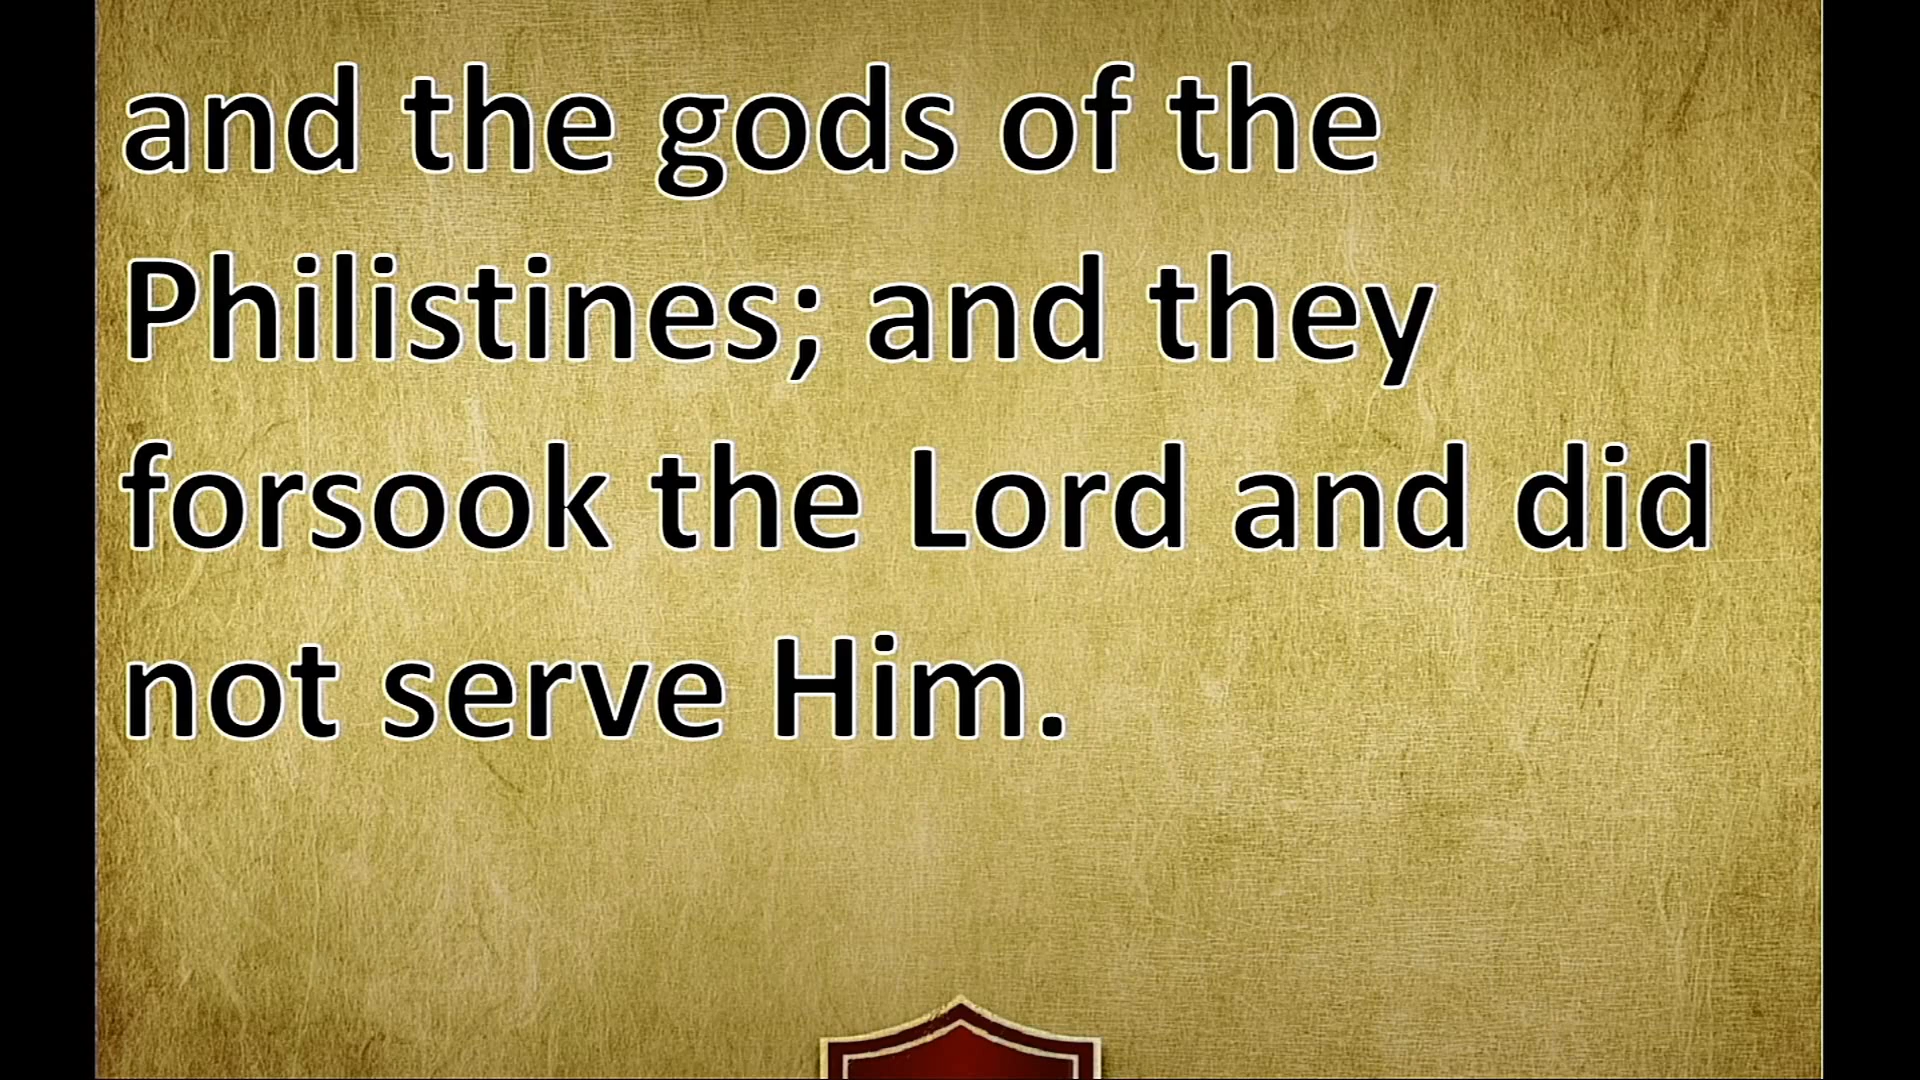 and the gods of the
Philistines; and they
forsook the Lord and did
not serve Him.